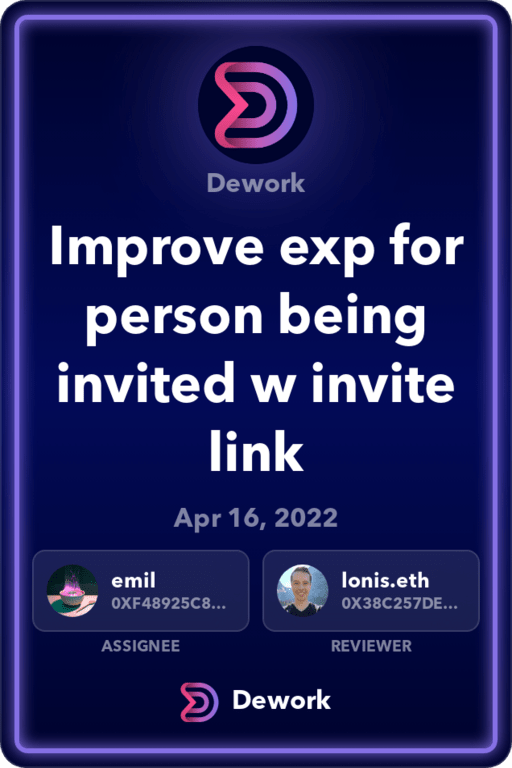 Dework
Improve exp for
person being
invited w invite
link
Apr 16, 2022
emil
0XF48925C8...
lonis.eth
0X38C257DE...
ASSIGNEE
REVIEWER
Dework